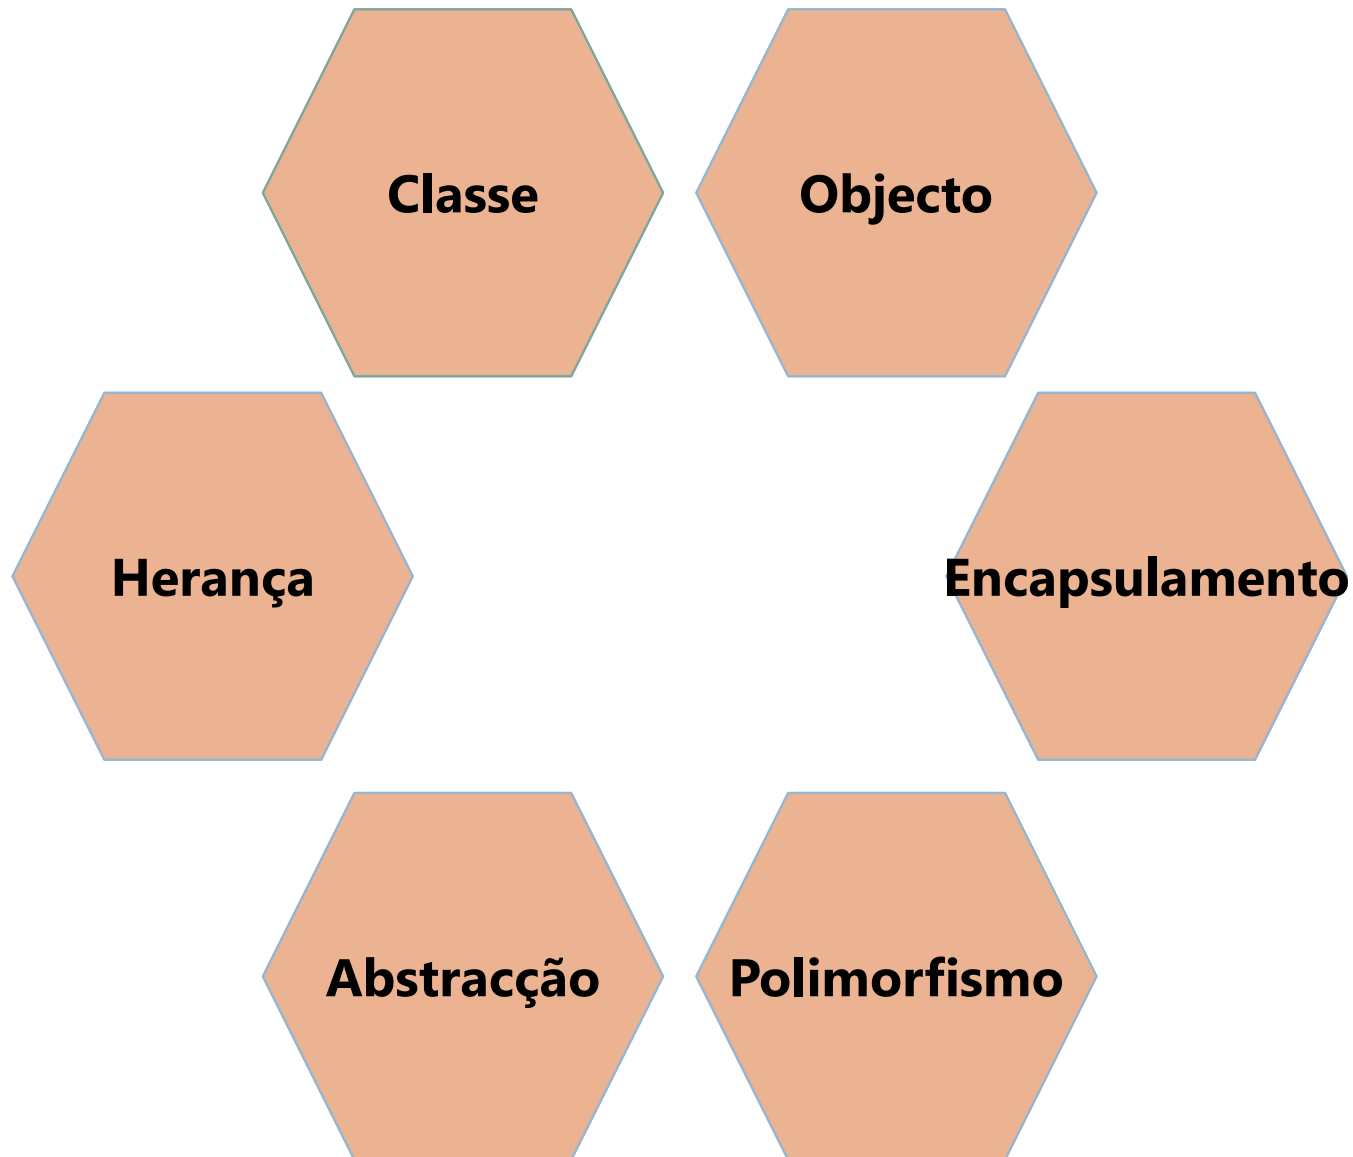 Classe
Objecto
Herança
Encapsulamento
Abstracção
Polimorfismo